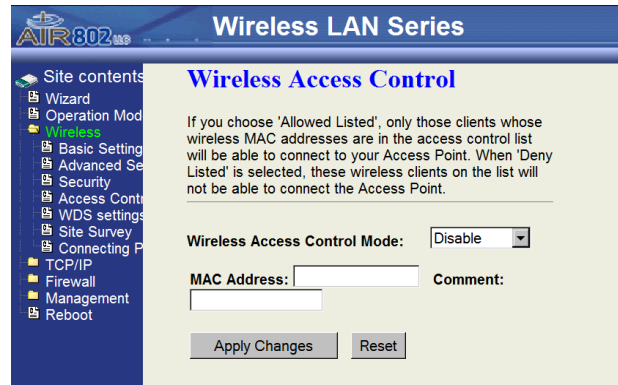 AIR802 LLC
Wireless LAN Series
Site contents
Wizard
Operation Mod
Wireless
Basic Setting
Advanced Se
Security
Access Contr
WDS settings
Site Survey
Connecting P
TCP/IP
Firewall
Management
Reboot
Wireless Access Control
If you choose 'Allowed Listed', only those clients whose
wireless MAC addresses are in the access control list
will be able to connect to your Access Point. When 'Deny
Listed' is selected, these wireless clients on the list will
not be able to connect the Access Point.
Wireless Access Control Mode: Disable
MAC Address: Comment:
Apply Changes Reset